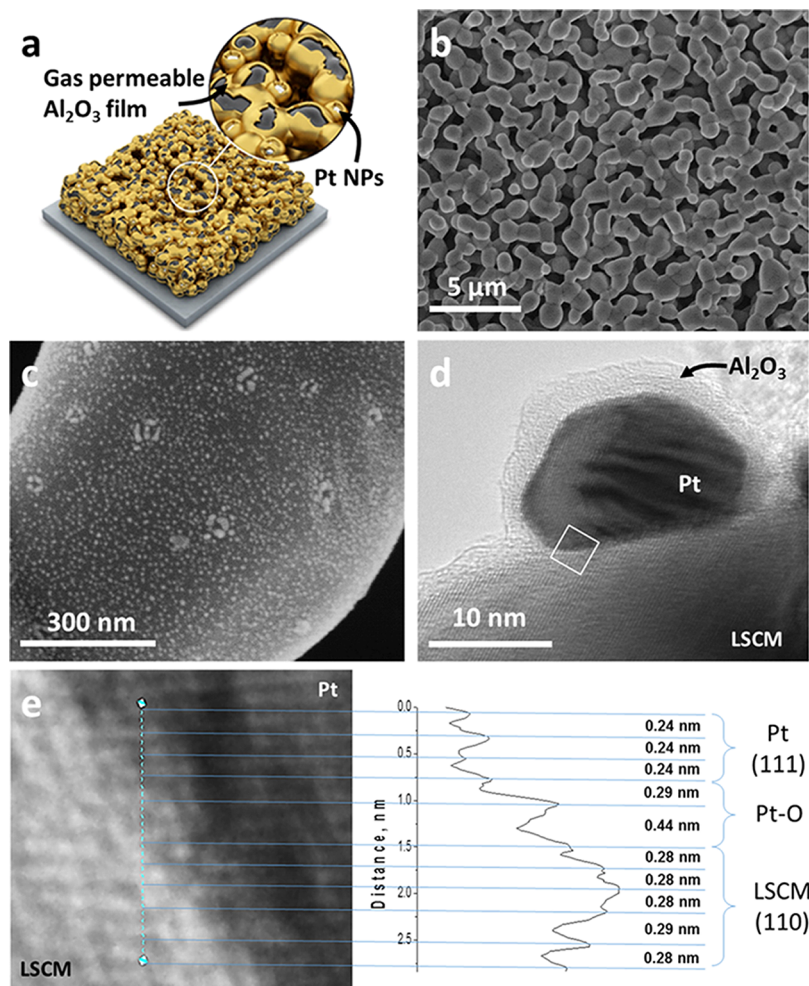 a
Gas permeable
Al₂O₃ film
Pt NPs
b
5 µm
c
300 nm
d
Al₂O₃
Pt
10 nm
LSCM
e
Pt
LSCM
Distance, nm
0.0
0.5
1.0
1.5
2.0
2.5
0.24 nm
0.24 nm
0.24 nm
0.29 nm
0.44 nm
0.28 nm
0.28 nm
0.28 nm
0.29 nm
0.28 nm
Pt
(111)
Pt-O
LSCM
(110)